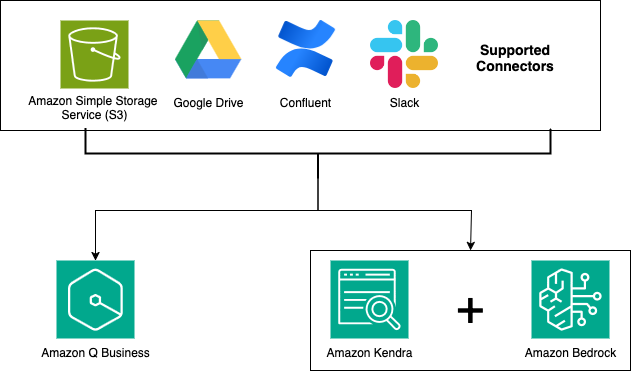 Supported
Connectors
Amazon Simple Storage
Service (S3)
Google Drive
Confluent
Slack
Amazon Q Business
Amazon Kendra
+
Amazon Bedrock